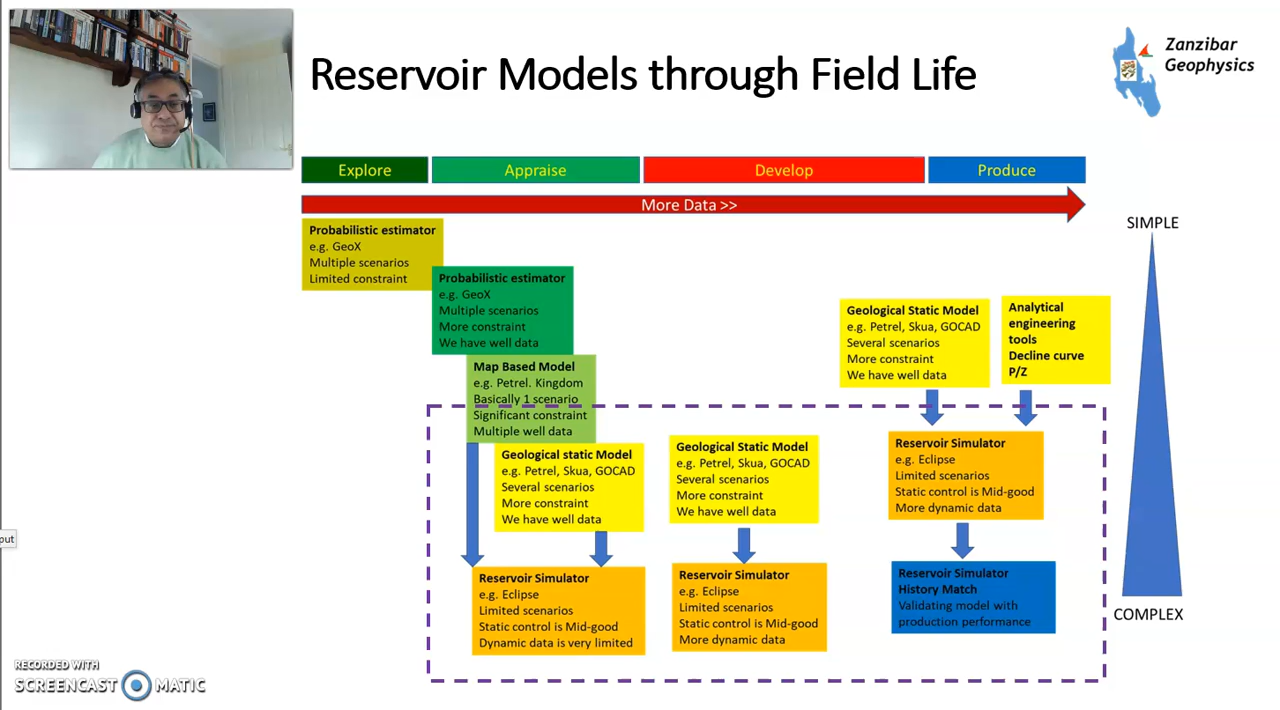 Reservoir Models through Field Life
Zanzibar
Geophysics
Explore
Appraise
Develop
Produce
More Data >>
SIMPLE
Probabilistic estimator
e.g. GeoX
Multiple scenarios
Limited constraint
Probabilistic estimator
e.g. GeoX
Multiple scenarios
More constraint
We have well data
Map Based Model
e.g. Petrel. Kingdom
Basically 1 scenario
Significant constraint
Multiple well data
Geological static Model
e.g. Petrel, Skua, GOCAD
Several scenarios
More constraint
We have well data
Reservoir Simulator
e.g. Eclipse
Limited scenarios
Static control is Mid-good
Dynamic data is very limited
Geological Static Model
e.g. Petrel, Skua, GOCAD
Several scenarios
More constraint
We have well data
Reservoir Simulator
e.g. Eclipse
Limited scenarios
Static control is Mid-good
More dynamic data
Geological Static Model
e.g. Petrel, Skua, GOCAD
Several scenarios
More constraint
We have well data
Analytical
engineering
tools
Decline curve
P/Z
Reservoir Simulator
e.g. Eclipse
Limited scenarios
Static control is Mid-good
More dynamic data
Reservoir Simulator
History Match
Validating model with
production performance
COMPLEX
put
RECORDED WITH
SCREENCAST MATIC